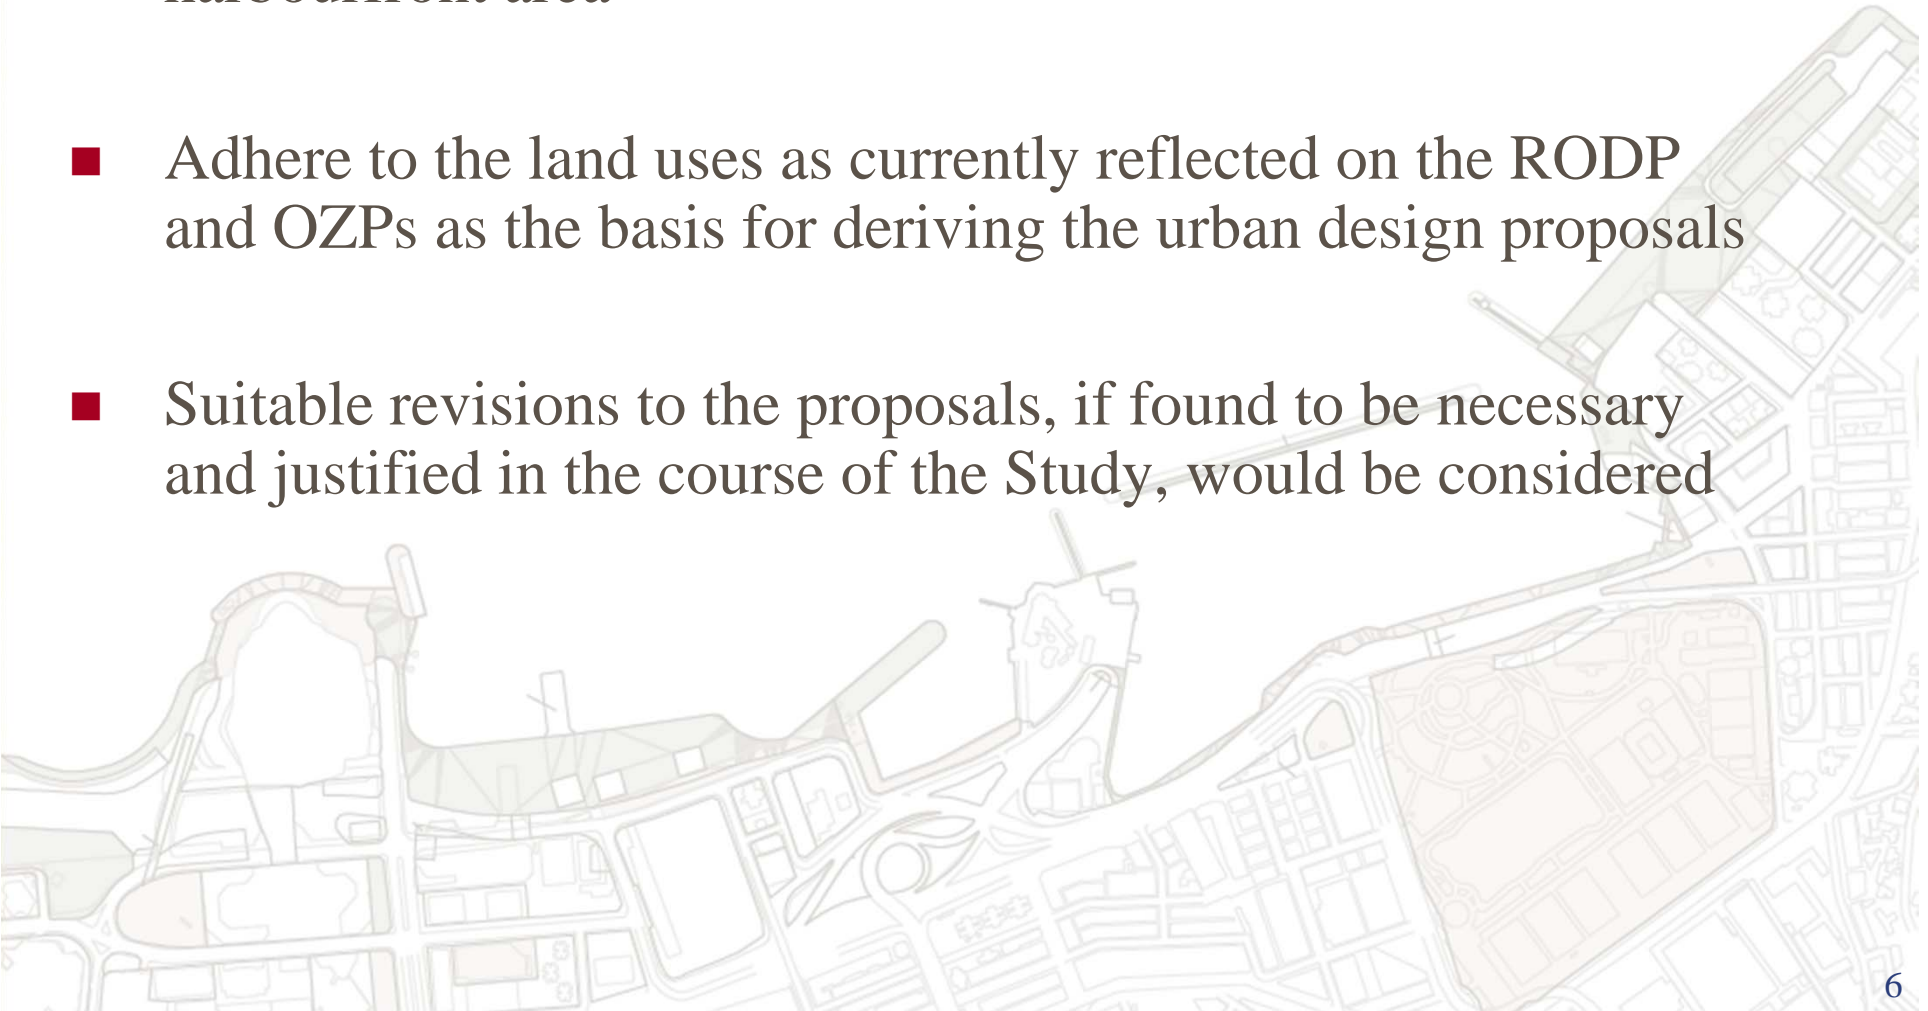 harbourfront area
■ Adhere to the land uses as currently reflected on the RODP
and OZPs as the basis for deriving the urban design proposals
■ Suitable revisions to the proposals, if found to be necessary
and justified in the course of the Study, would be considered
6